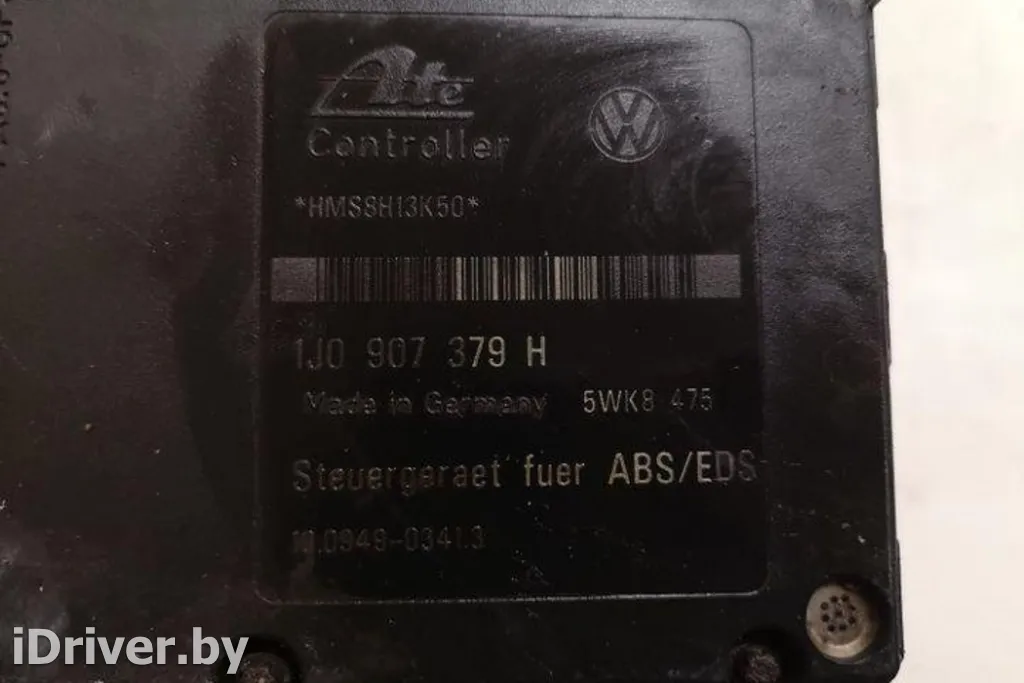 Ate
Controller
*HMS8H13K50*
1J0 907 379 H
Made in Germany 5WK8 475
Steuergeraet fuer ABS/EDS
10.0949-0341.3
iDriver.by